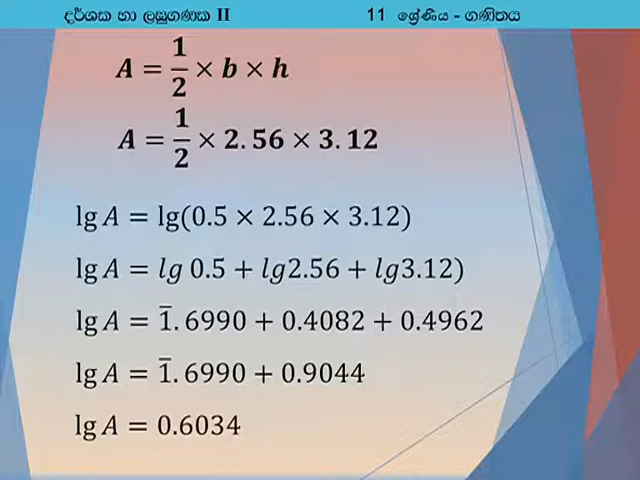 දර්ශක හා ලඝුගණක II 11 ශ්‍රේණිය - ගණිතය
A = 1/2 × b × h
A = 1/2 × 2.56 × 3.12
lg A = lg(0.5 × 2.56 × 3.12)
lg A = lg 0.5 + lg2.56 + lg3.12)
lg A = 1̄.6990 + 0.4082 + 0.4962
lg A = 1̄.6990 + 0.9044
lg A = 0.6034